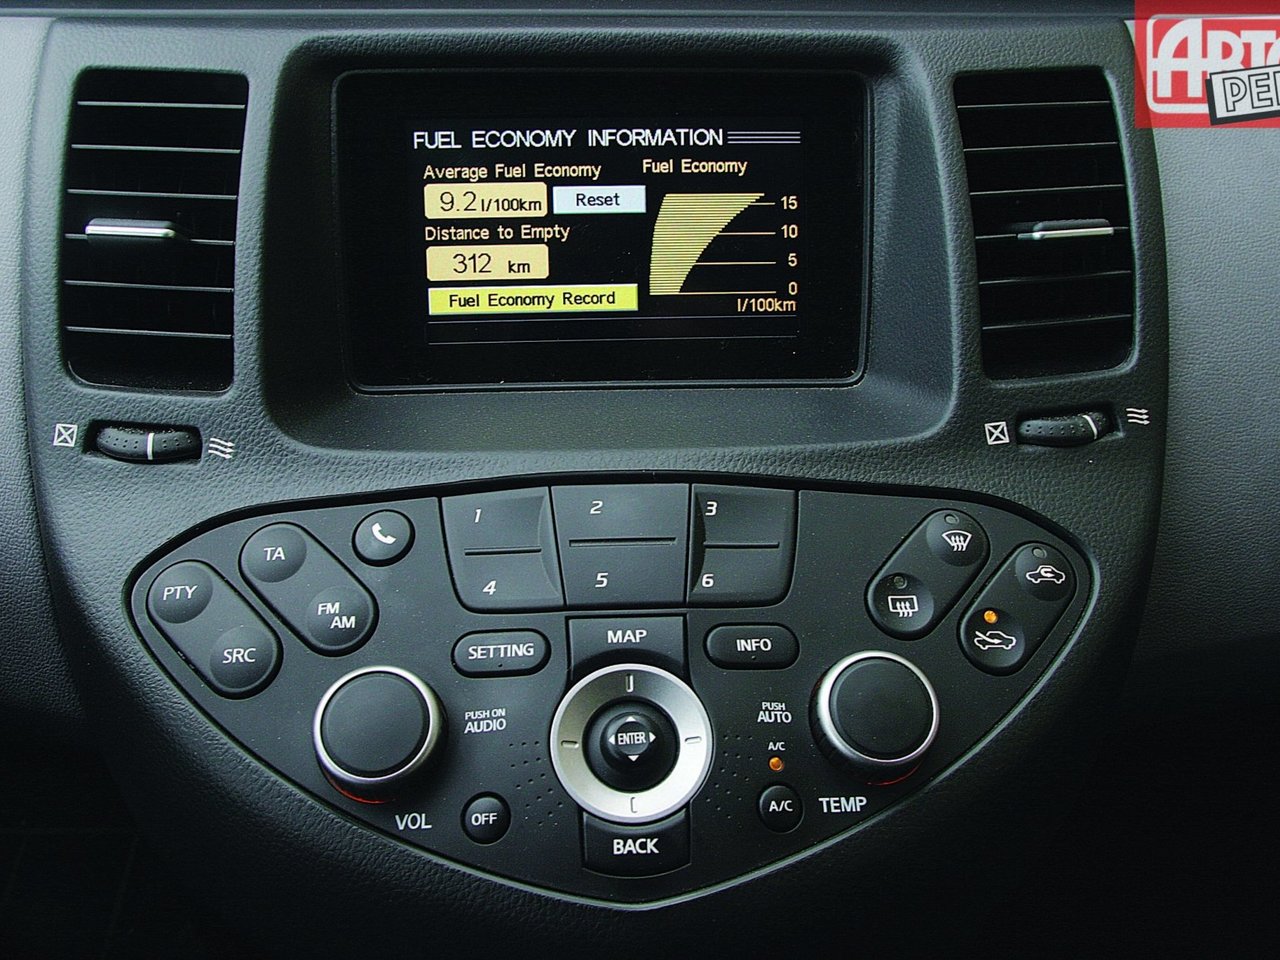 FUEL ECONOMY INFORMATION
Average Fuel Economy
Fuel Economy
9.2 l/100km
Reset
15
Distance to Empty
10
312 km
5
Fuel Economy Record
0
l/100km
1
2
3
4
5
6
TA
PTY
FM
AM
SRC
SETTING
MAP
INFO
PUSH ON
AUDIO
PUSH
AUTO
ENTER
A/C
A/C
VOL
OFF
TEMP
BACK